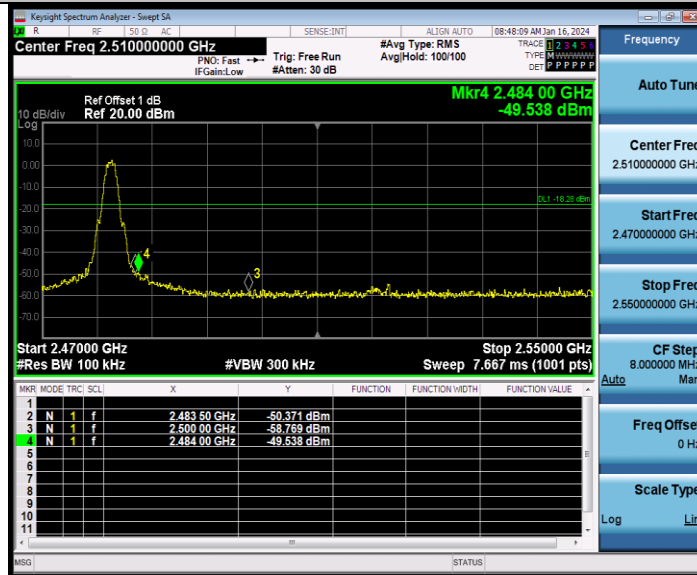 Keysight Spectrum Analyzer - Swept SA
R RF 50 Ω AC SENSE:INT ALIGN AUTO 08:48:09 AM Jan 16, 2024
Center Freq 2.510000000 GHz #Avg Type: RMS TRACE 1 2 3 4 5 6
PNO: Fast Trig: Free Run Avg|Hold: 100/100 TYPE M WWWWW
IFGain:Low #Atten: 30 dB DET P P P P P P
Frequency
Auto Tune
Ref Offset 1 dB Mkr4 2.484 00 GHz
10 dB/div Ref 20.00 dBm -49.538 dBm
Log
10.0
0.00
-10.0
DL1 -18.28 dBm
-20.0
-30.0
-40.0
-50.0
-60.0
-70.0
4
3
Center Freq
2.510000000 GHz
Start Freq
2.470000000 GHz
Stop Freq
2.550000000 GHz
Start 2.47000 GHz Stop 2.55000 GHz
#Res BW 100 kHz #VBW 300 kHz Sweep 7.667 ms (1001 pts)
CF Step
8.000000 MHz
Auto Man
MKR MODE TRC SCL X Y FUNCTION FUNCTION WIDTH FUNCTION VALUE
1
2 N 1 f 2.483 50 GHz -50.371 dBm
3 N 1 f 2.500 00 GHz -58.769 dBm
4 N 1 f 2.484 00 GHz -49.538 dBm
5
6
7
8
9
10
11
Freq Offset
0 Hz
Scale Type
Log Lin
MSG STATUS